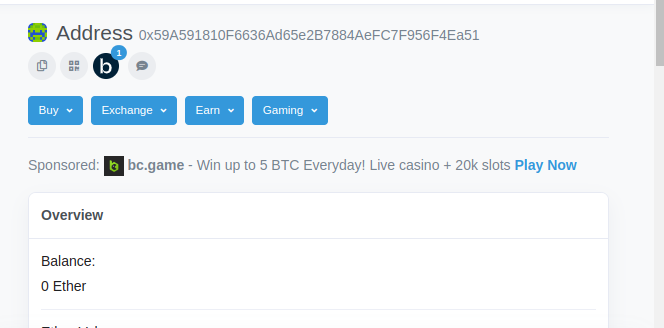 Address 0x59A591810F6636Ad65e2B7884AeFC7F956F4Ea51
b 1
Buy Exchange Earn Gaming
Sponsored: bc.game - Win up to 5 BTC Everyday! Live casino + 20k slots Play Now
Overview
Balance:
0 Ether